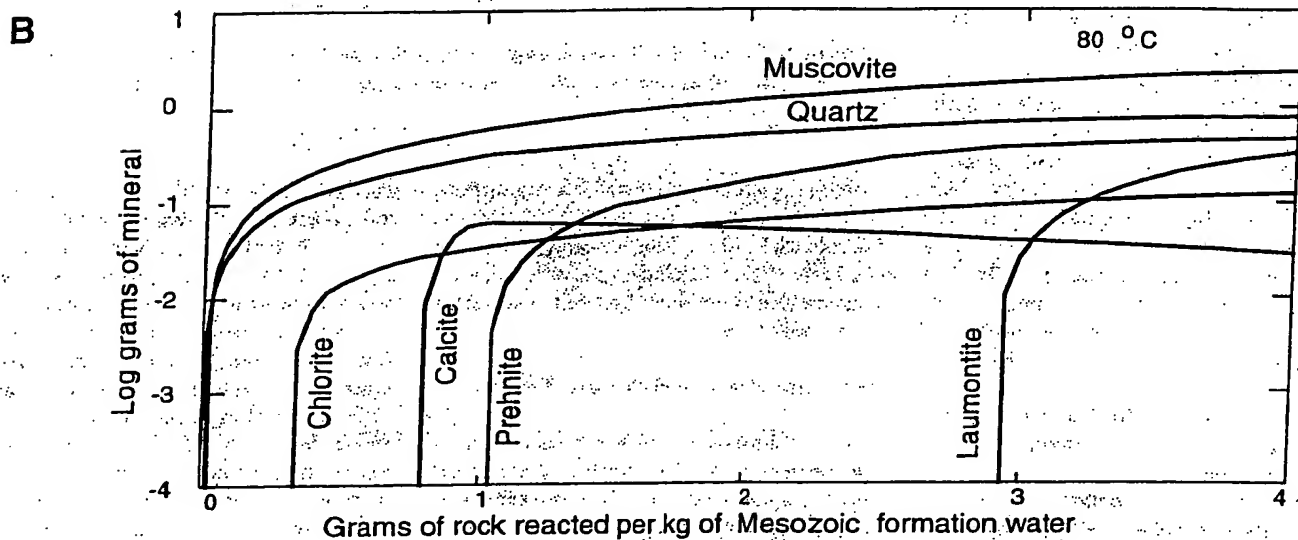 B
80 °C
Muscovite
Quartz
Chlorite
Calcite
Prehnite
Laumontite
Log grams of mineral
1
0
-1
-2
-3
-4
0
1
2
3
4
Grams of rock reacted per kg of Mesozoic formation water